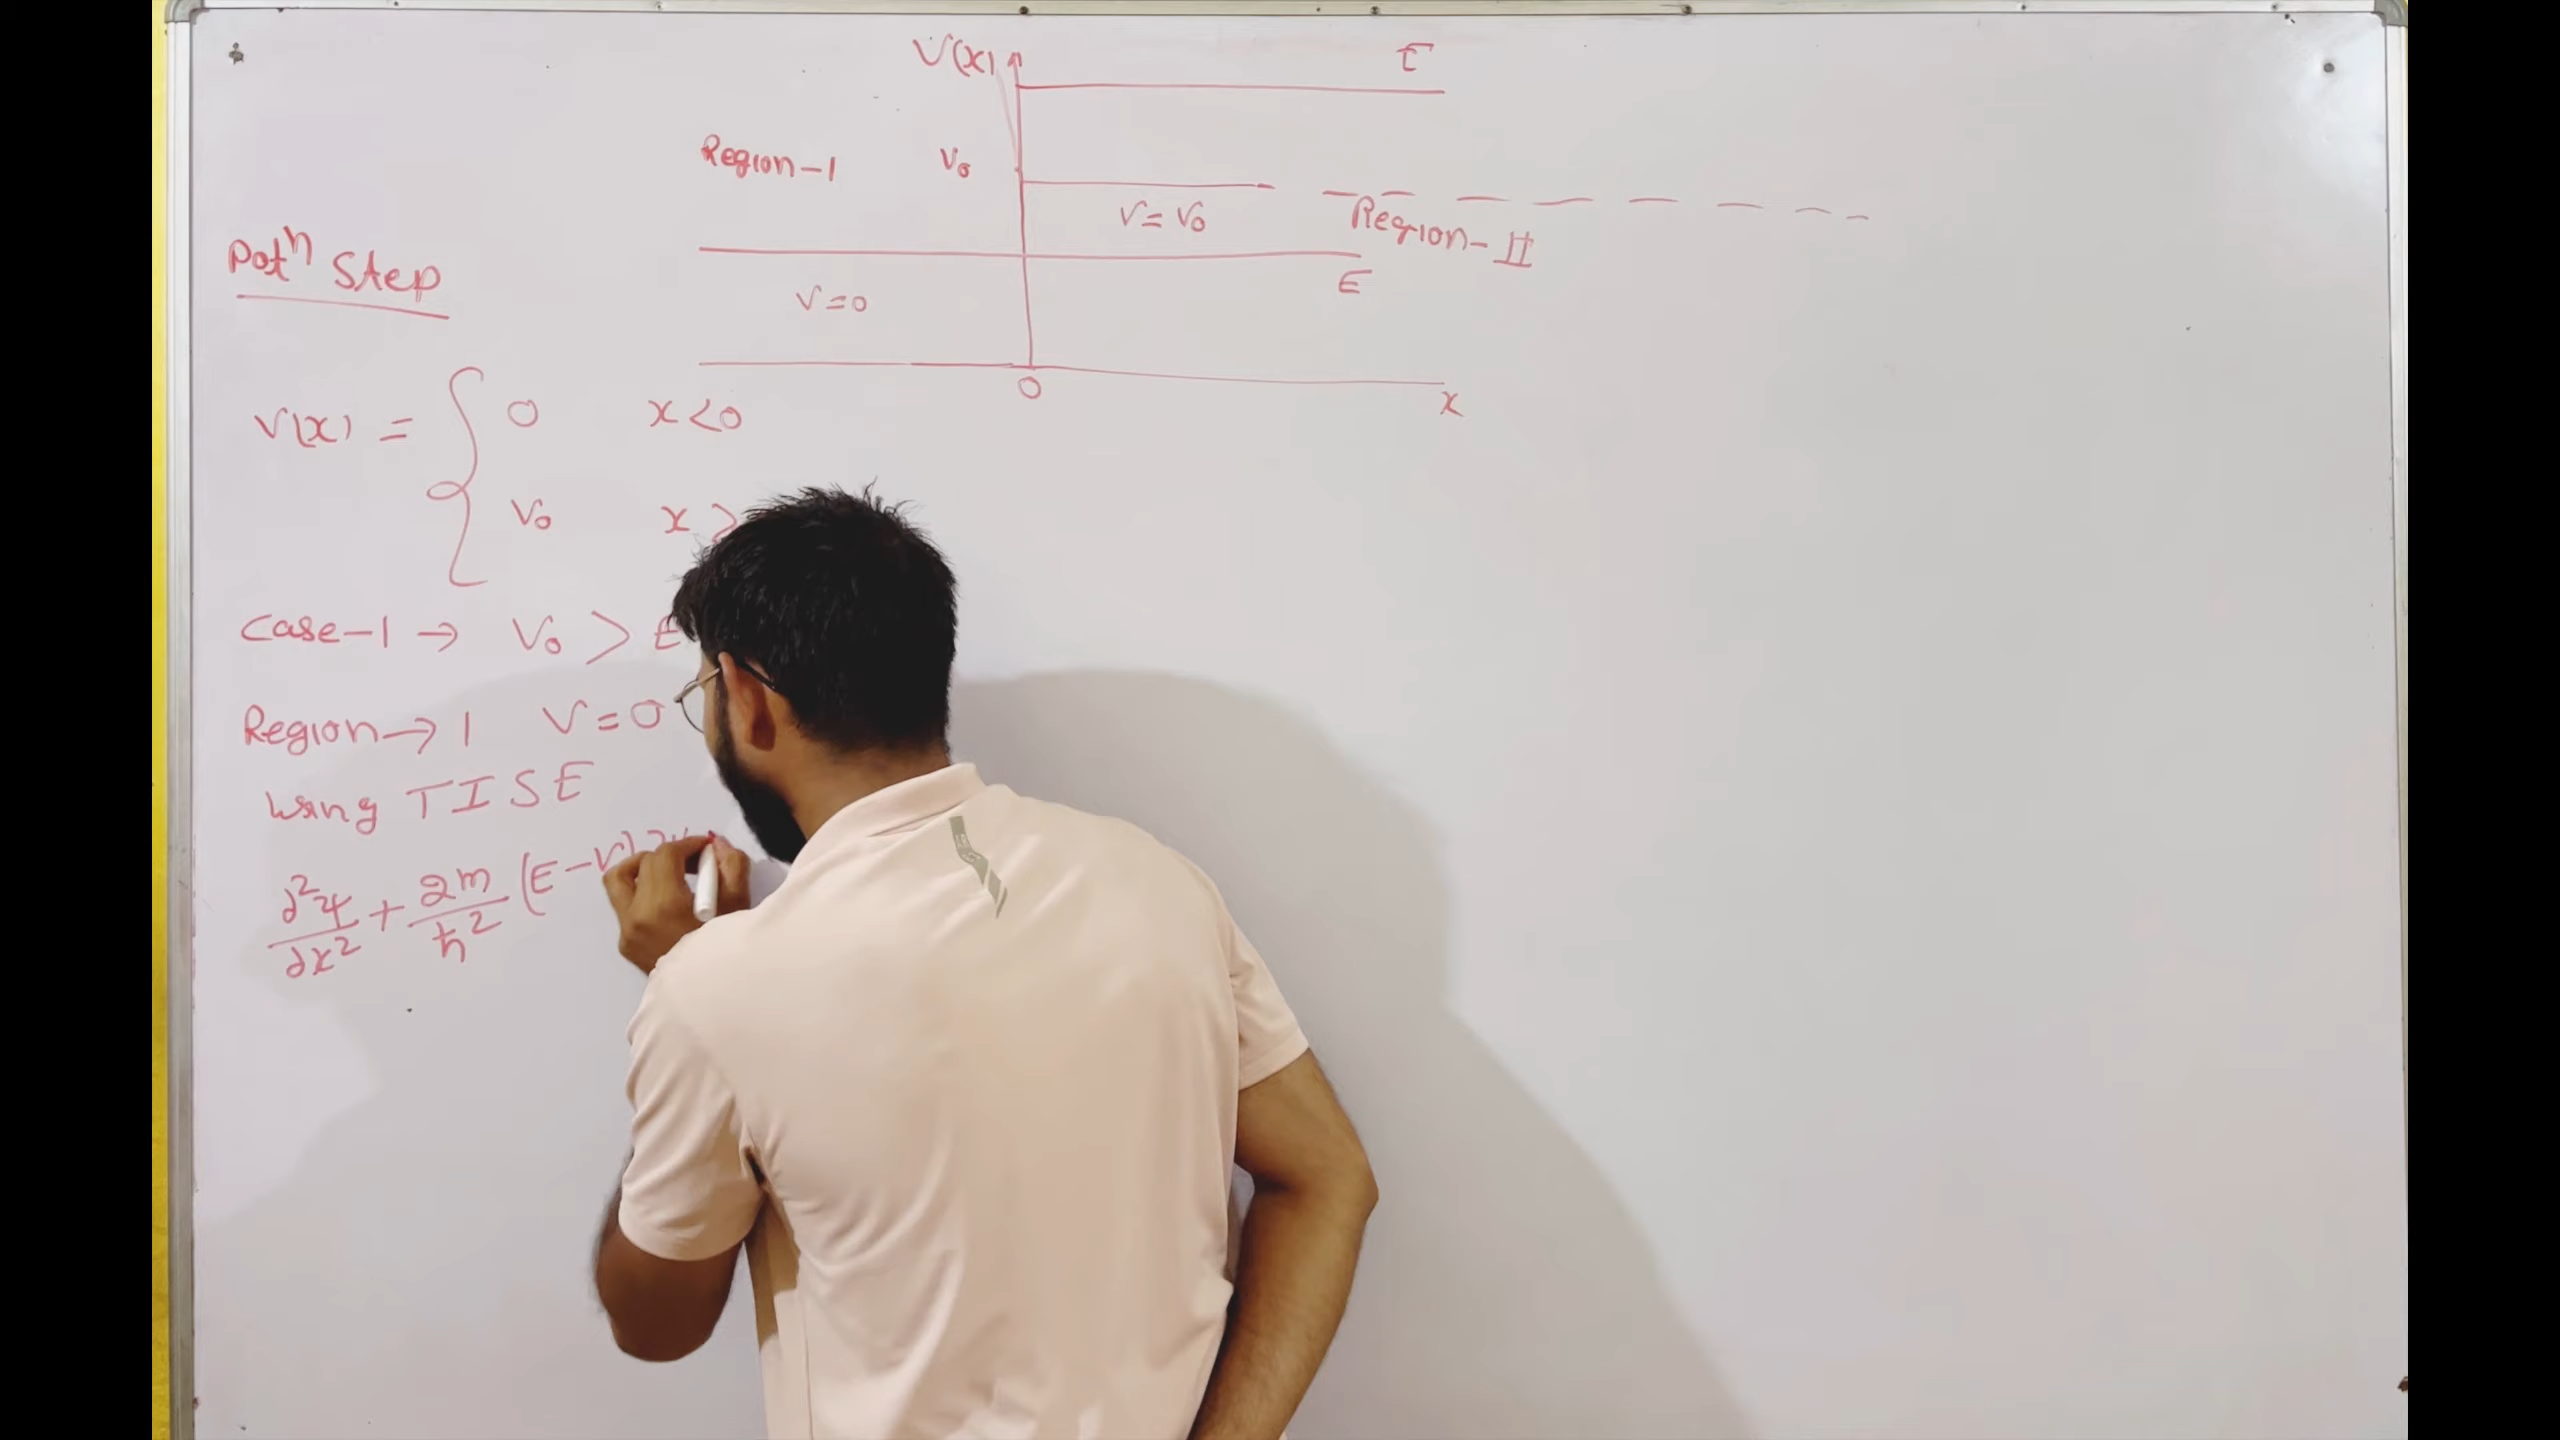 V(x)
E
Region-1
V₀
V = V₀
Region-II
E
V = 0
0
x
Potⁿ Step
V(x) = { 0 x < 0
V₀ x >
Case-1 → V₀ > E
Region → 1 V = 0
using TISE
∂²ψ/∂x² + 2m/ħ² (E - V) ψ